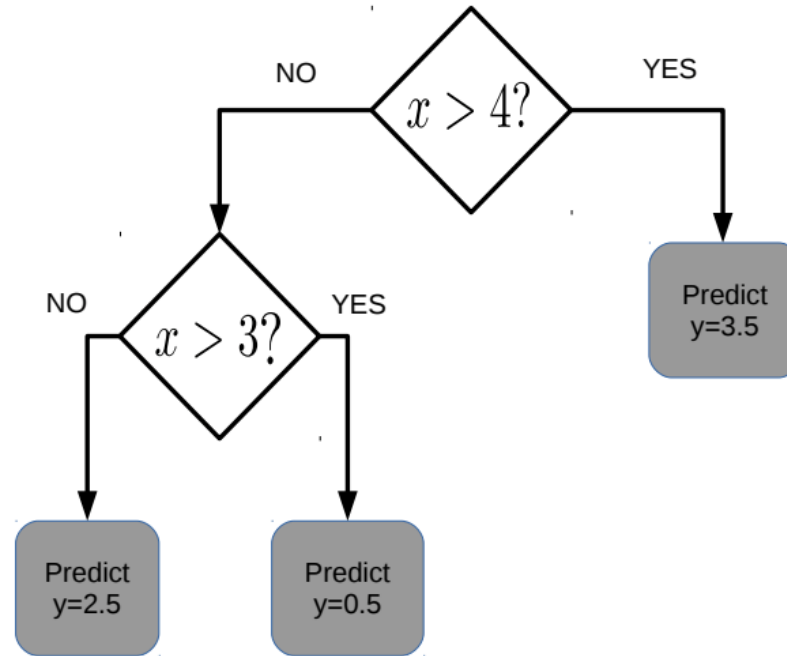 NO
YES
x > 4?
NO
YES
x > 3?
Predict
y=3.5
Predict
y=2.5
Predict
y=0.5